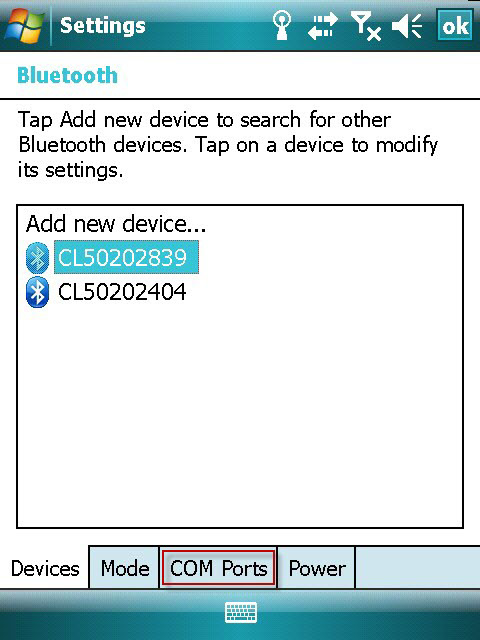 Settings
ok
Bluetooth
Tap Add new device to search for other
Bluetooth devices. Tap on a device to modify
its settings.
Add new device...
CL50202839
CL50202404
Devices Mode COM Ports Power